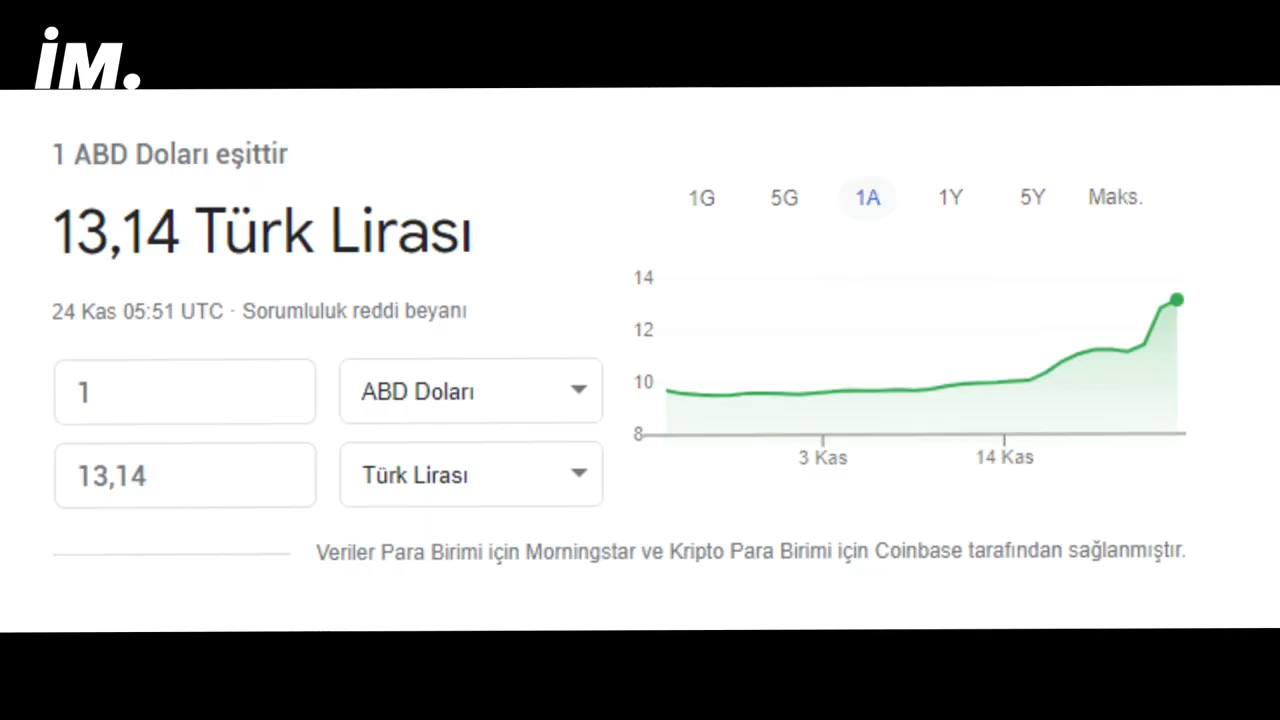 İM.
1 ABD Doları eşittir
13,14 Türk Lirası
24 Kas 05:51 UTC · Sorumluluk reddi beyanı
1 ABD Doları
13,14 Türk Lirası
1G 5G 1A 1Y 5Y Maks.
14
12
10
8
3 Kas 14 Kas
Veriler Para Birimi için Morningstar ve Kripto Para Birimi için Coinbase tarafından sağlanmıştır.